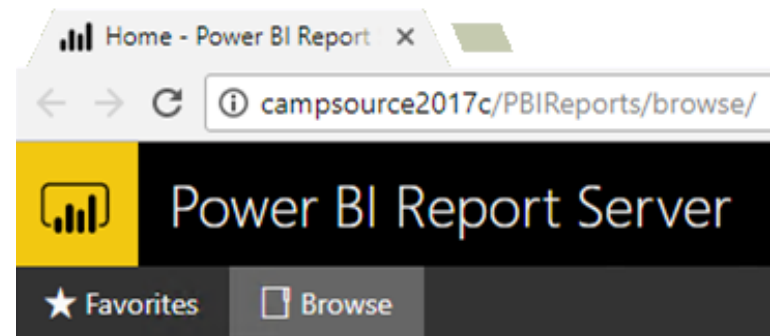 Home - Power BI Report
campsource2017c/PBIReports/browse/
Power BI Report Server
Favorites Browse